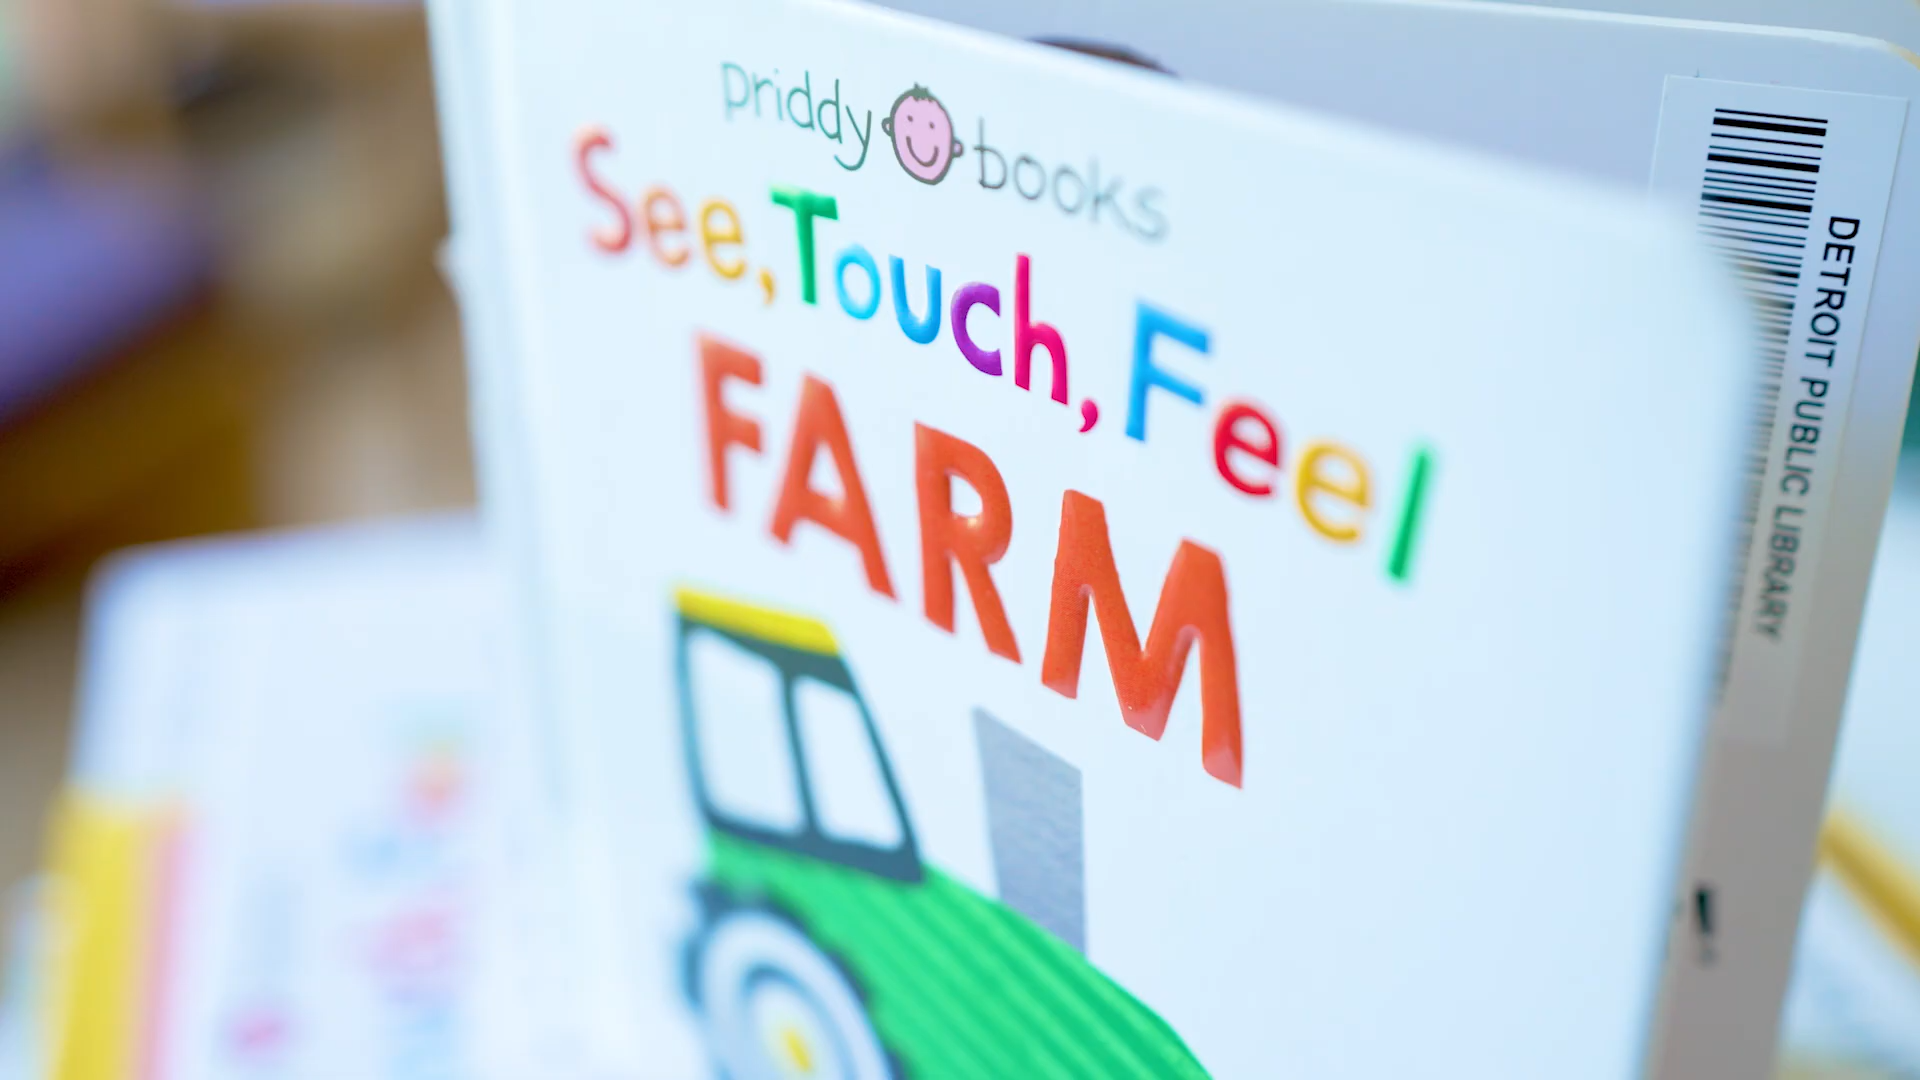 priddy books
See, Touch, Feel
FARM
DETROIT PUBLIC LIBRARY